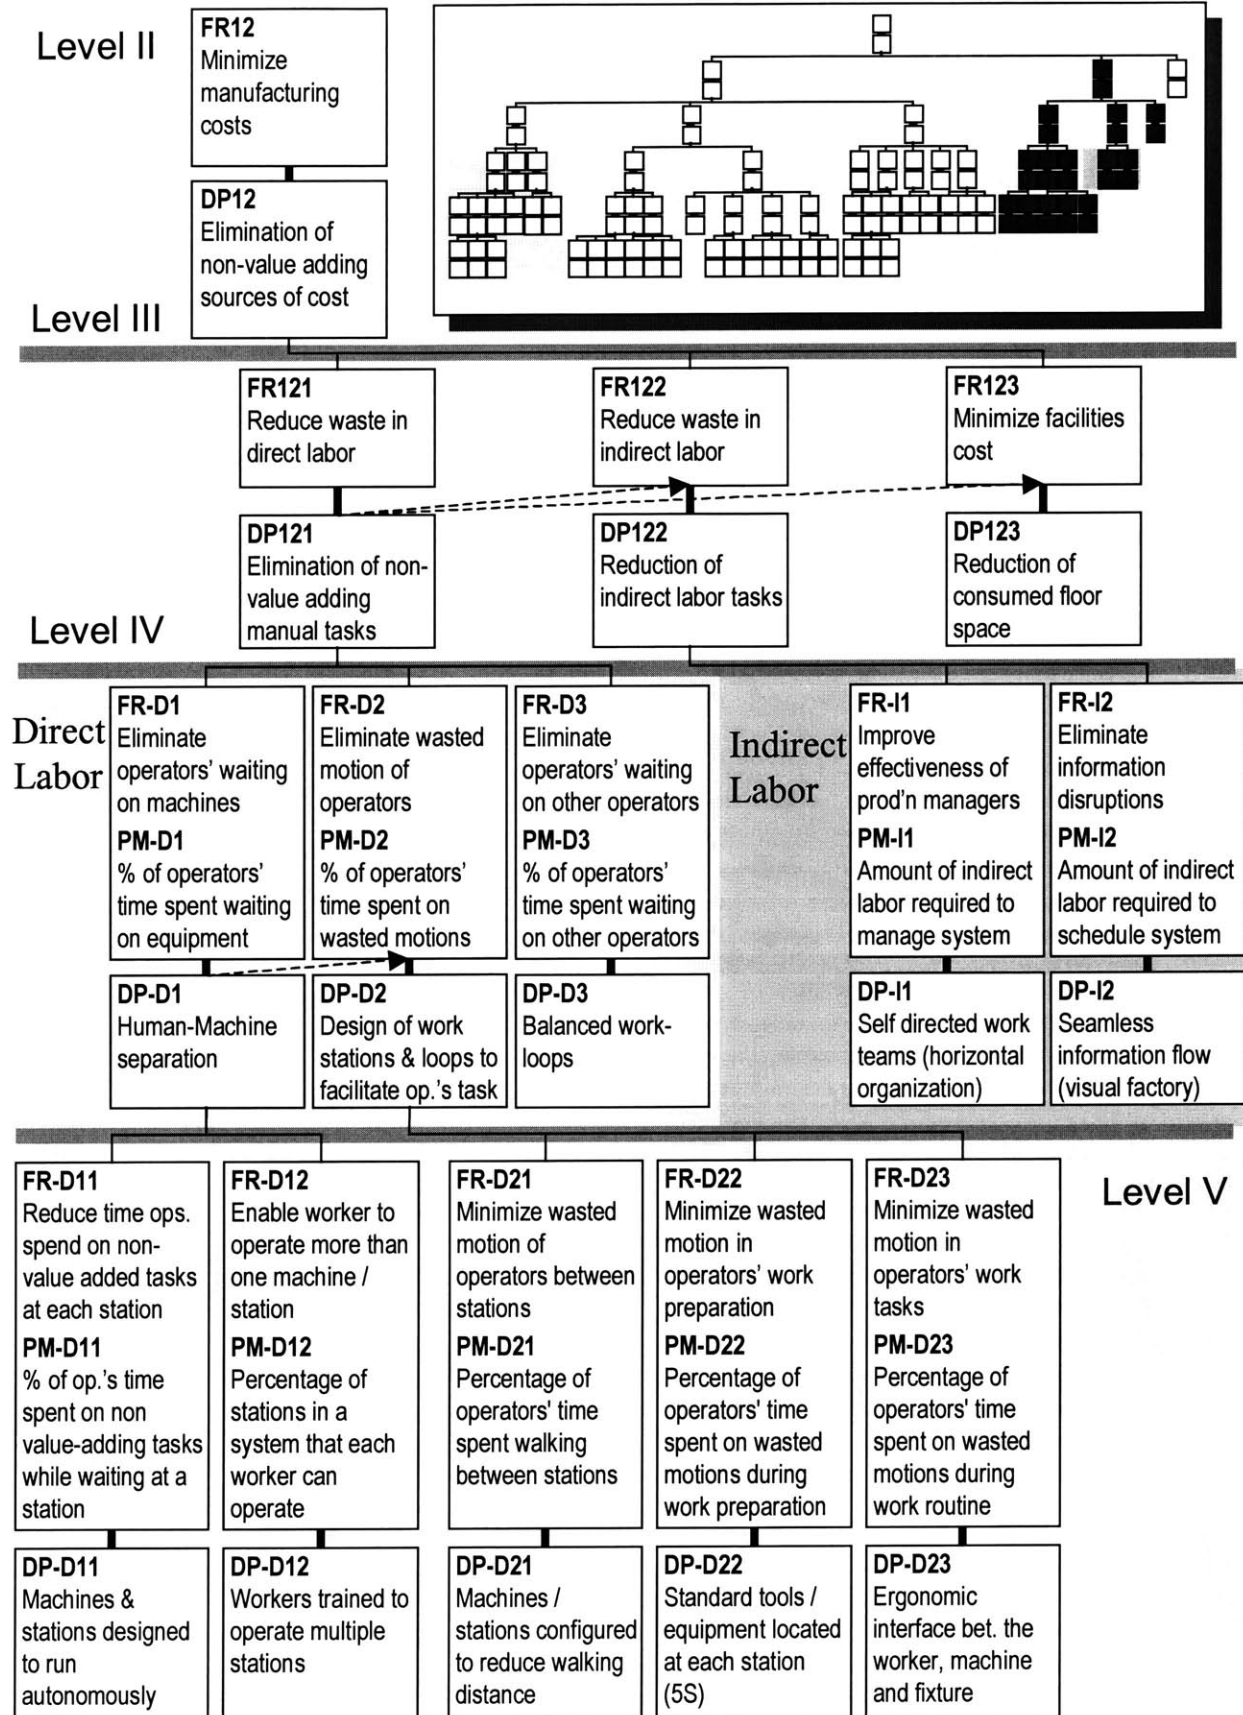 Level II
FR12
Minimize
manufacturing
costs
DP12
Elimination of
non-value adding
sources of cost
Level III
FR121
Reduce waste in
direct labor
FR122
Reduce waste in
indirect labor
FR123
Minimize facilities
cost
DP121
Elimination of non-
value adding
manual tasks
DP122
Reduction of
indirect labor tasks
DP123
Reduction of
consumed floor
space
Level IV
Direct
Labor
FR-D1
Eliminate
operators' waiting
on machines
PM-D1
% of operators'
time spent waiting
on equipment
FR-D2
Eliminate wasted
motion of
operators
PM-D2
% of operators'
time spent on
wasted motions
FR-D3
Eliminate
operators' waiting
on other operators
PM-D3
% of operators'
time spent waiting
on other operators
Indirect
Labor
FR-I1
Improve
effectiveness of
prod'n managers
PM-I1
Amount of indirect
labor required to
manage system
FR-I2
Eliminate
information
disruptions
PM-I2
Amount of indirect
labor required to
schedule system
DP-D1
Human-Machine
separation
DP-D2
Design of work
stations & loops to
facilitate op.'s task
DP-D3
Balanced work-
loops
DP-I1
Self directed work
teams (horizontal
organization)
DP-I2
Seamless
information flow
(visual factory)
Level V
FR-D11
Reduce time ops.
spend on non-
value added tasks
at each station
PM-D11
% of op.'s time
spent on non
value-adding tasks
while waiting at a
station
FR-D12
Enable worker to
operate more than
one machine /
station
PM-D12
Percentage of
stations in a
system that each
worker can
operate
FR-D21
Minimize wasted
motion of
operators between
stations
PM-D21
Percentage of
operators' time
spent walking
between stations
FR-D22
Minimize wasted
motion in
operators' work
preparation
PM-D22
Percentage of
operators' time
spent on wasted
motions during
work preparation
FR-D23
Minimize wasted
motion in
operators' work
tasks
PM-D23
Percentage of
operators' time
spent on wasted
motions during
work routine
DP-D11
Machines &
stations designed
to run
autonomously
DP-D12
Workers trained to
operate multiple
stations
DP-D21
Machines /
stations configured
to reduce walking
distance
DP-D22
Standard tools /
equipment located
at each station
(5S)
DP-D23
Ergonomic
interface bet. the
worker, machine
and fixture